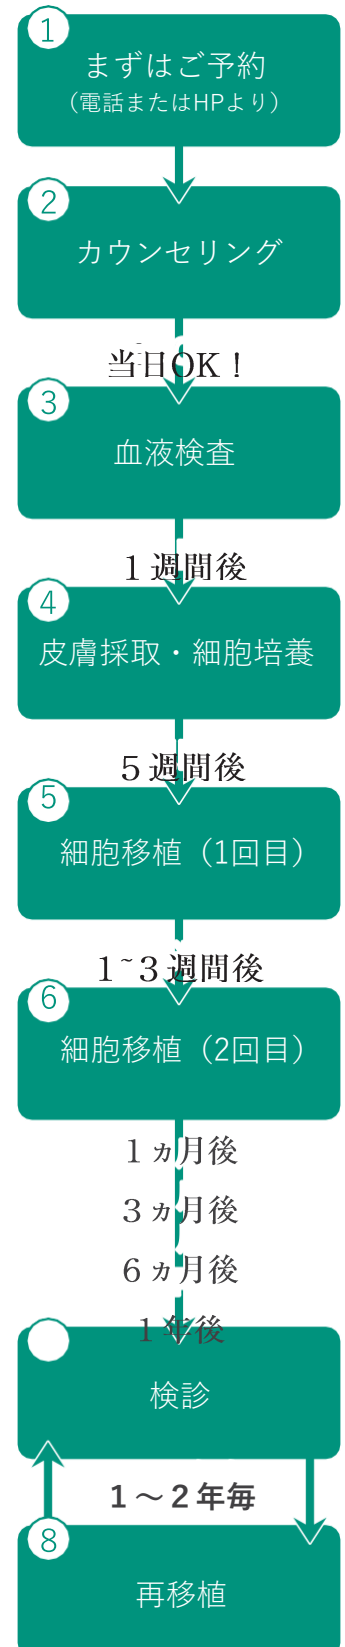 1
まずはご予約
（電話またはHPより）
2
カウンセリング
当日OK！
3
血液検査
１週間後
4
皮膚採取・細胞培養
５週間後
5
細胞移植（1回目）
１~３週間後
6
細胞移植（2回目）
１ヵ月後
３ヵ月後
６ヵ月後
１年後
検診
１～２年毎
8
再移植